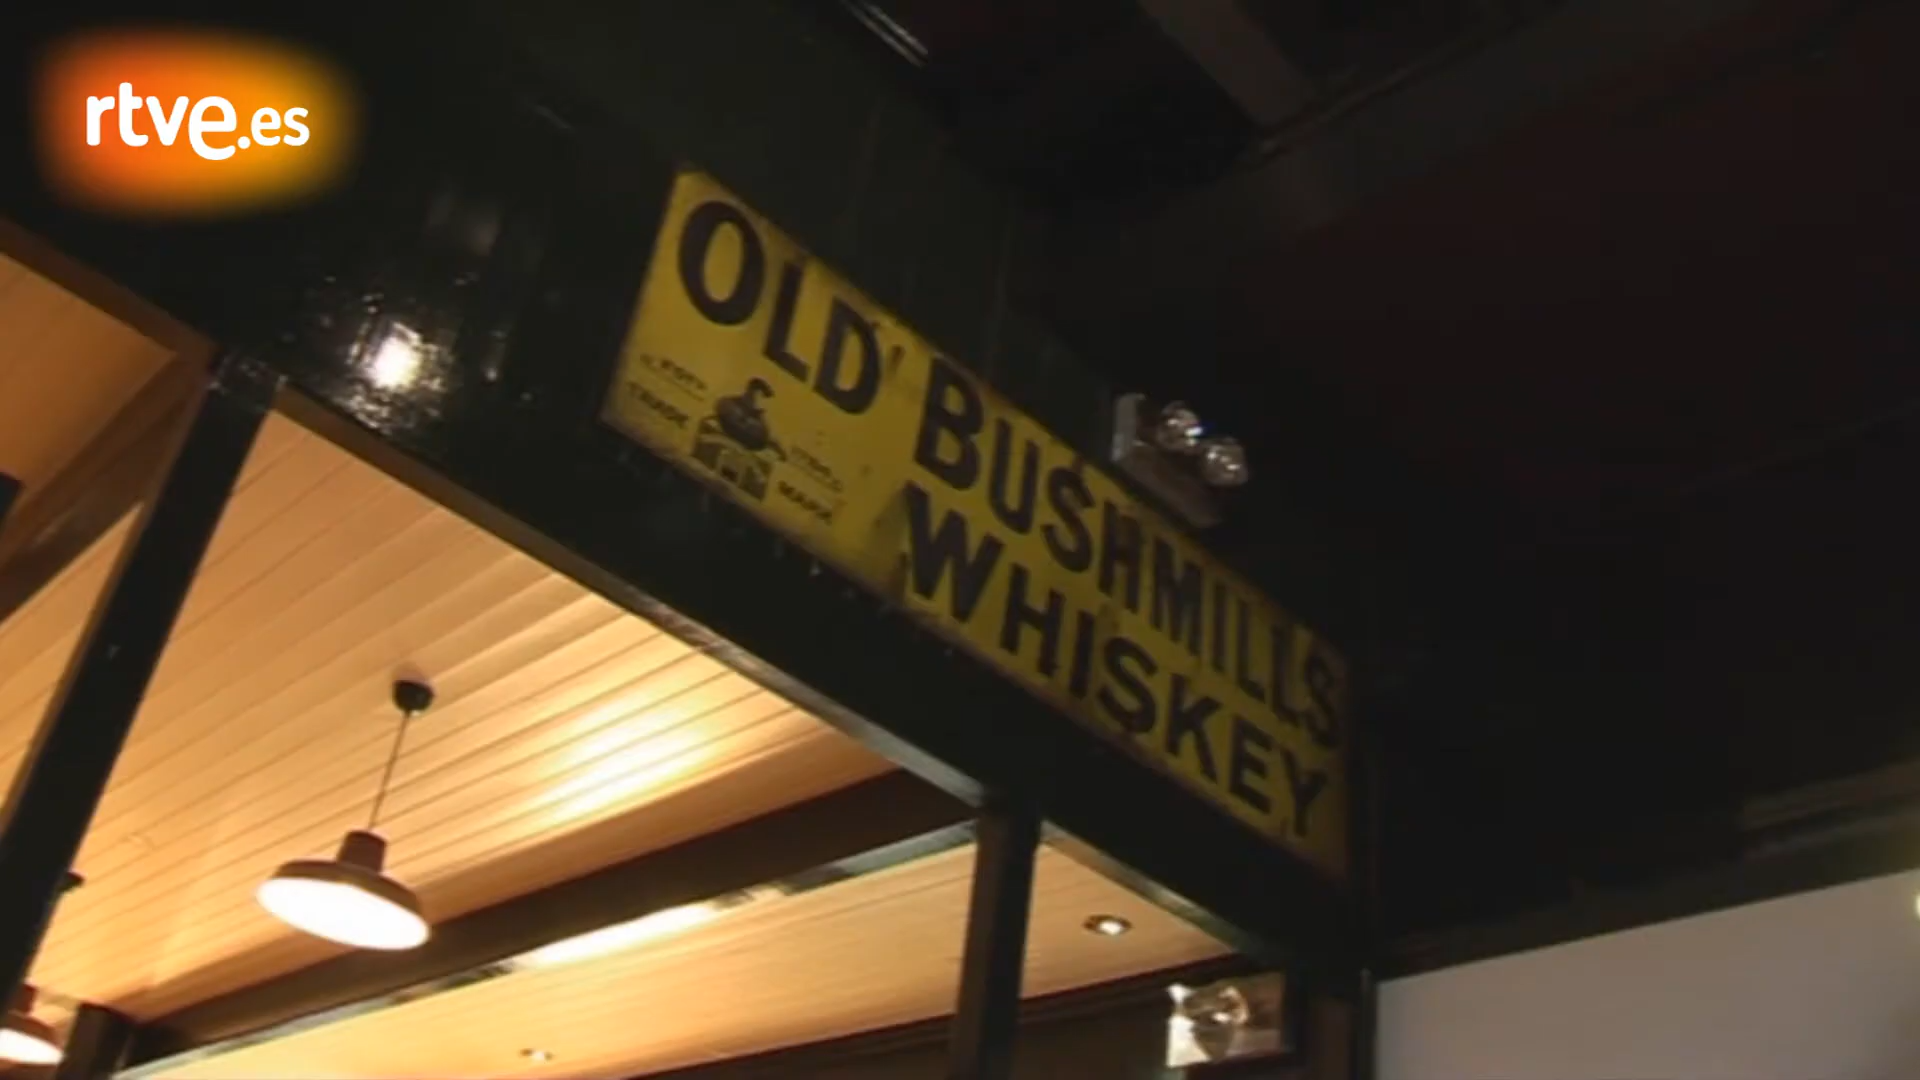 rtve.es
OLD BUSHMILLS
WHISKEY
TRADE
MARK